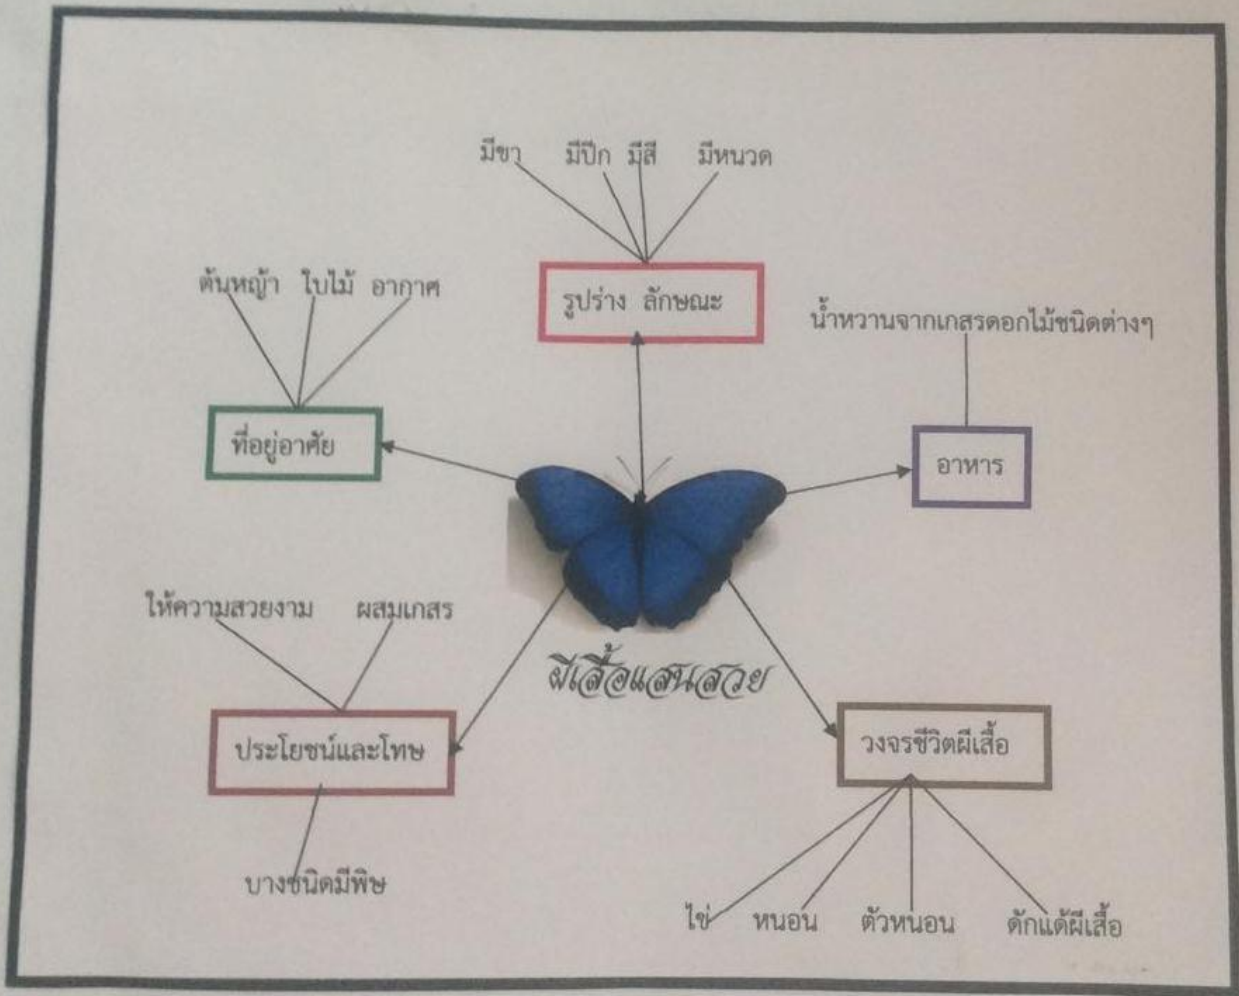 มีขา มีปีก มีสี มีหนวด
รูปร่าง ลักษณะ
ต้นหญ้า ใบไม้ อากาศ
ที่อยู่อาศัย
น้ำหวานจากเกสรดอกไม้ชนิดต่างๆ
อาหาร
ผีเสื้อแสนสวย
ให้ความสวยงาม ผสมเกสร
ประโยชน์และโทษ
บางชนิดมีพิษ
วงจรชีวิตผีเสื้อ
ไข่ หนอน ตัวหนอน ดักแด้ผีเสื้อ